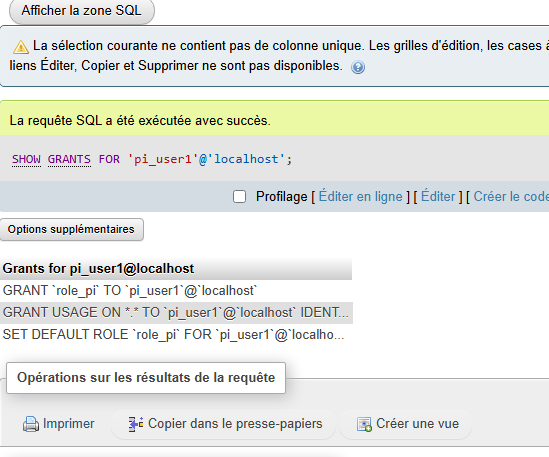 Afficher la zone SQL
La sélection courante ne contient pas de colonne unique. Les grilles d'édition, les cases à
liens Éditer, Copier et Supprimer ne sont pas disponibles.
La requête SQL a été exécutée avec succès.
SHOW GRANTS FOR 'pi_user1'@'localhost';
Profilage [ Éditer en ligne ] [ Éditer ] [ Créer le code
Options supplémentaires
Grants for pi_user1@localhost
GRANT `role_pi` TO `pi_user1`@`localhost`
GRANT USAGE ON *.* TO `pi_user1`@`localhost` IDENT...
SET DEFAULT ROLE `role_pi` FOR `pi_user1`@`localho...
Opérations sur les résultats de la requête
Imprimer Copier dans le presse-papiers Créer une vue